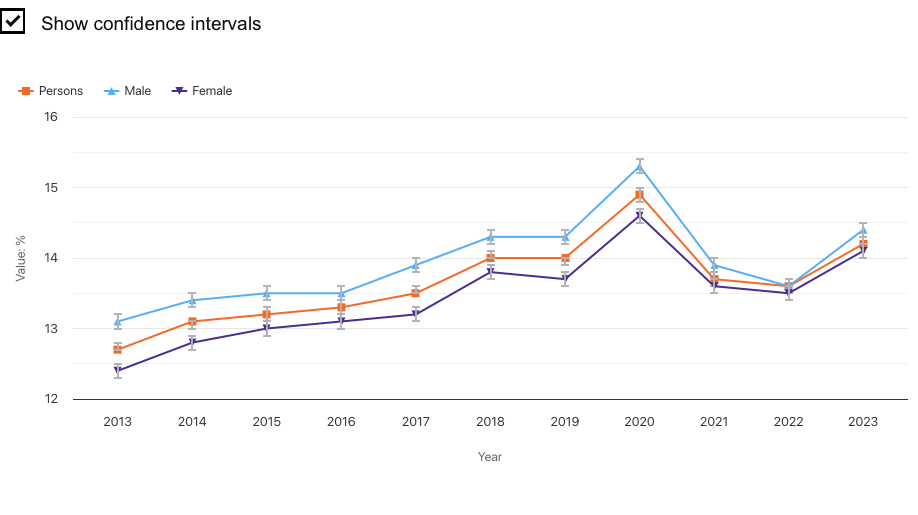 Show confidence intervals
Persons Male Female
16
15
14
13
12
Value: %
2013 2014 2015 2016 2017 2018 2019 2020 2021 2022 2023
Year